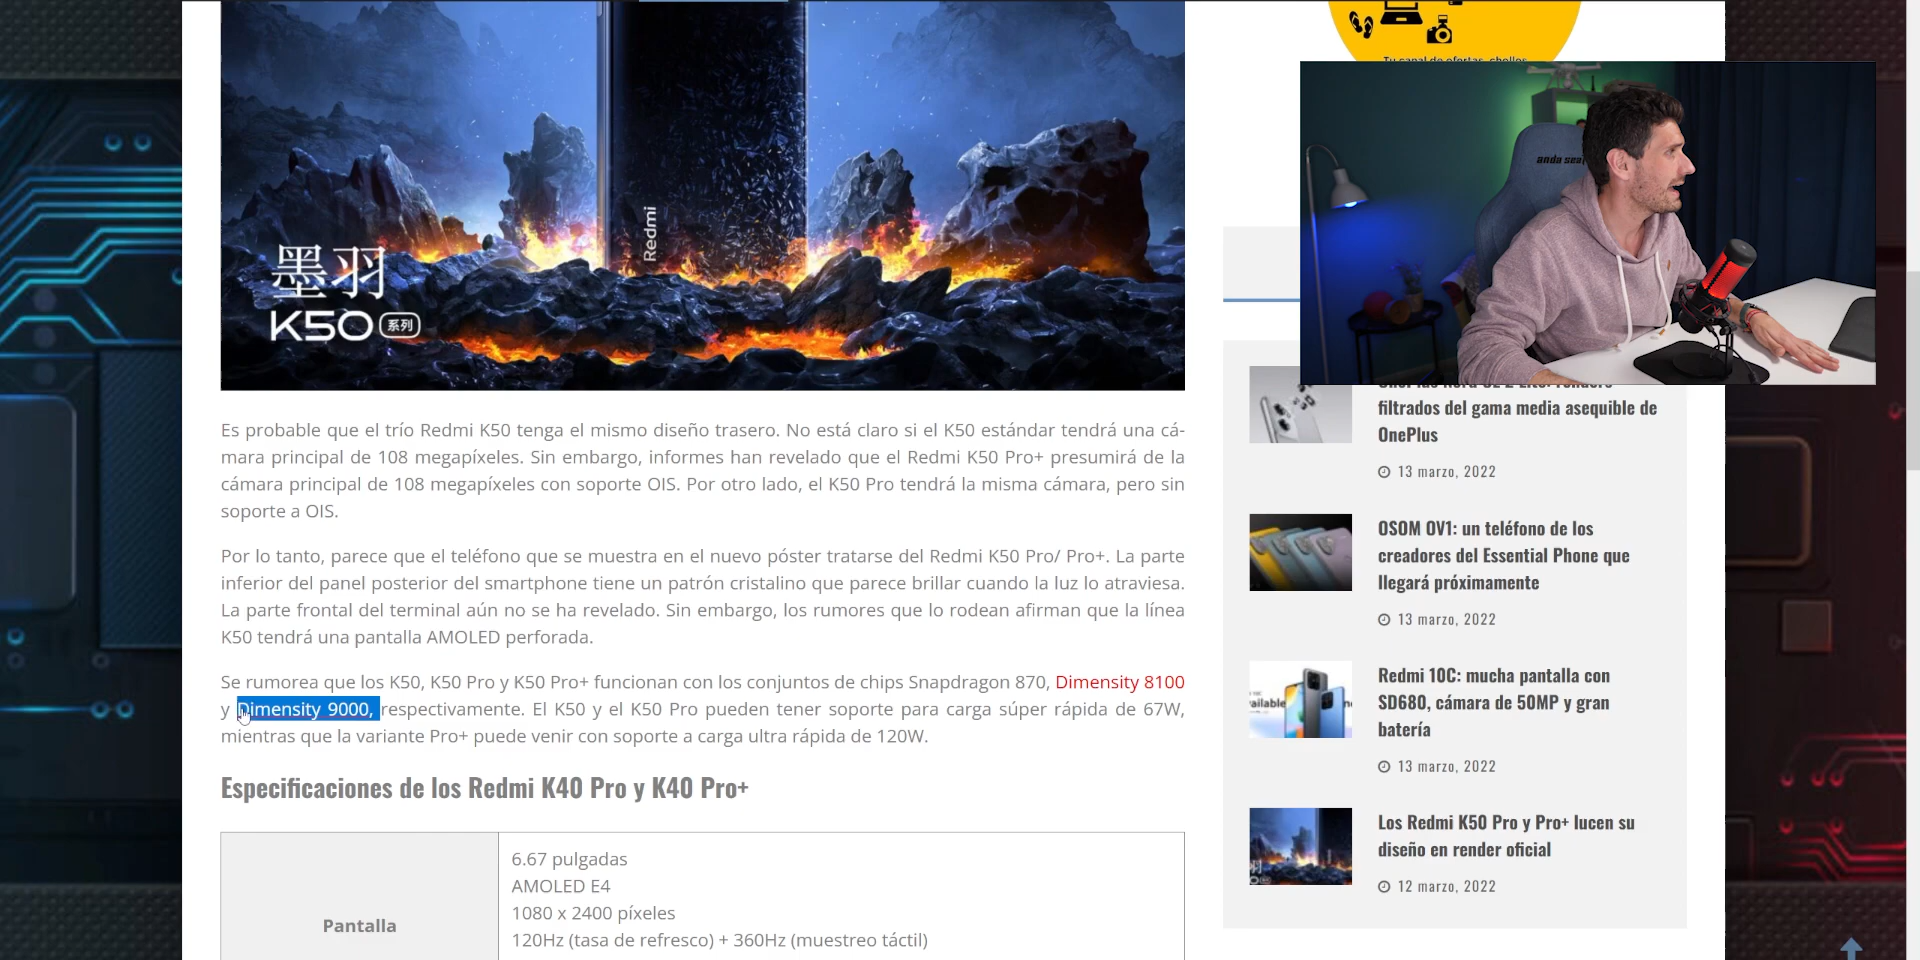 Redmi
墨羽
K50 系列
Es probable que el trío Redmi K50 tenga el mismo diseño trasero. No está claro si el K50 estándar tendrá una cá-
mara principal de 108 megapíxeles. Sin embargo, informes han revelado que el Redmi K50 Pro+ presumirá de la
cámara principal de 108 megapíxeles con soporte OIS. Por otro lado, el K50 Pro tendrá la misma cámara, pero sin
soporte a OIS.
Por lo tanto, parece que el teléfono que se muestra en el nuevo póster tratarse del Redmi K50 Pro/ Pro+. La parte
inferior del panel posterior del smartphone tiene un patrón cristalino que parece brillar cuando la luz lo atraviesa.
La parte frontal del terminal aún no se ha revelado. Sin embargo, los rumores que lo rodean afirman que la línea
K50 tendrá una pantalla AMOLED perforada.
Se rumorea que los K50, K50 Pro y K50 Pro+ funcionan con los conjuntos de chips Snapdragon 870, Dimensity 8100
y Dimensity 9000, respectivamente. El K50 y el K50 Pro pueden tener soporte para carga súper rápida de 67W,
mientras que la variante Pro+ puede venir con soporte a carga ultra rápida de 120W.
Especificaciones de los Redmi K40 Pro y K40 Pro+
Pantalla
6.67 pulgadas
AMOLED E4
1080 x 2400 píxeles
120Hz (tasa de refresco) + 360Hz (muestreo táctil)
Tu canal de ofertas, chollos
anda sea
filtrados del gama media asequible de
OnePlus
13 marzo, 2022
OSOM OV1: un teléfono de los
creadores del Essential Phone que
llegará próximamente
13 marzo, 2022
Redmi 10C: mucha pantalla con
SD680, cámara de 50MP y gran
batería
13 marzo, 2022
Los Redmi K50 Pro y Pro+ lucen su
diseño en render oficial
12 marzo, 2022